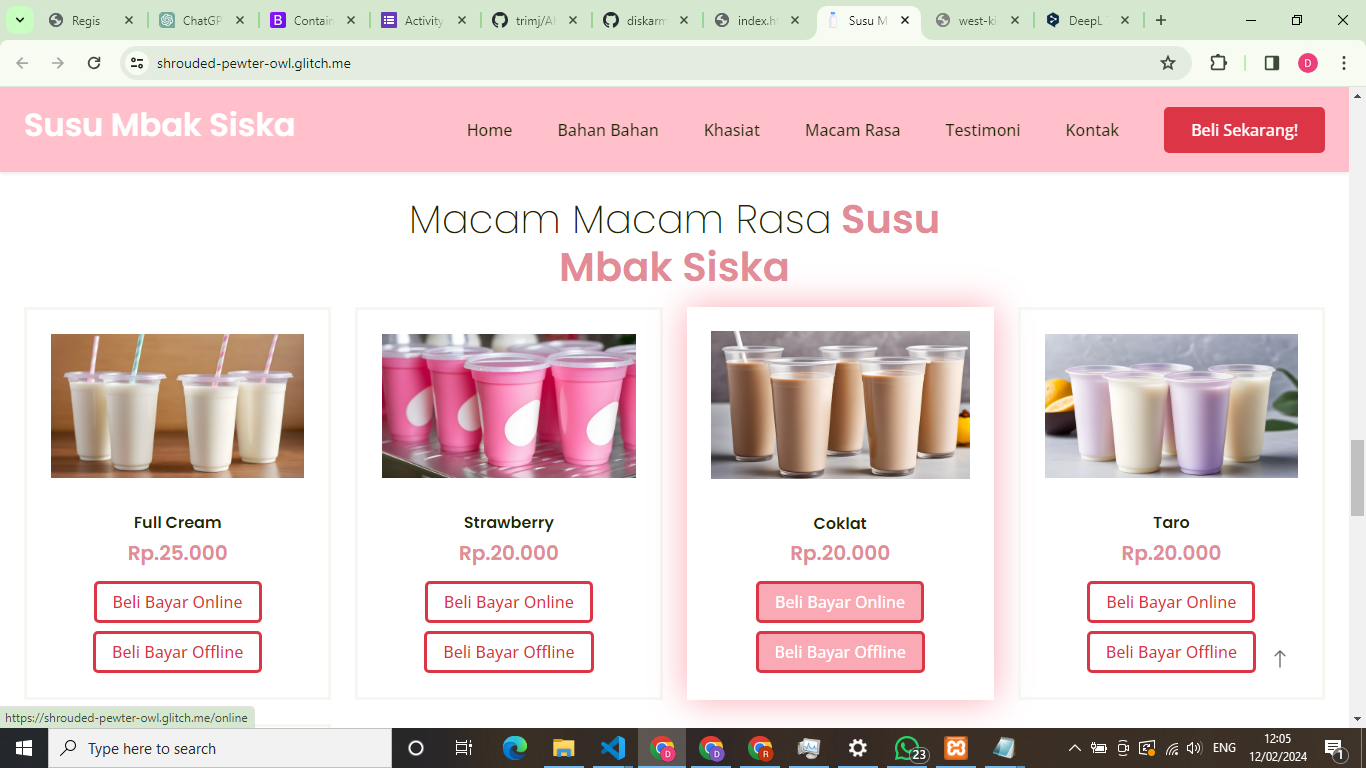 Regis
ChatGP
Contain
Activity
trimj/Al
diskarm
index.h
Susu M
west-ki
DeepL
shrouded-pewter-owl.glitch.me
D
Susu Mbak Siska
Home
Bahan Bahan
Khasiat
Macam Rasa
Testimoni
Kontak
Beli Sekarang!
Macam Macam Rasa Susu
Mbak Siska
Full Cream
Rp.25.000
Beli Bayar Online
Beli Bayar Offline
Strawberry
Rp.20.000
Beli Bayar Online
Beli Bayar Offline
Coklat
Rp.20.000
Beli Bayar Online
Beli Bayar Offline
Taro
Rp.20.000
Beli Bayar Online
Beli Bayar Offline
https://shrouded-pewter-owl.glitch.me/online
Type here to search
D
D
R
23
ENG
12:05
12/02/2024
1